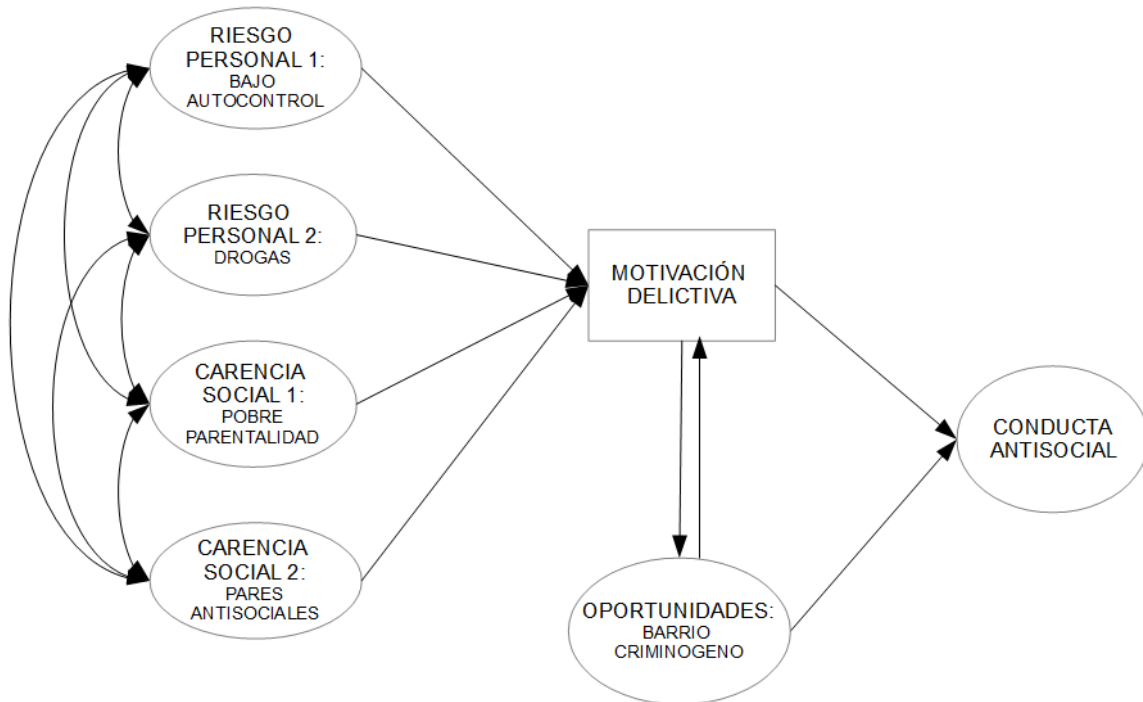 RIESGO
PERSONAL 1:
BAJO
AUTOCONTROL
RIESGO
PERSONAL 2:
DROGAS
MOTIVACIÓN
DELICTIVA
CARENCIA
SOCIAL 1:
POBRE
PARENTALIDAD
CONDUCTA
ANTISOCIAL
CARENCIA
SOCIAL 2:
PARES
ANTISOCIALES
OPORTUNIDADES:
BARRIO
CRIMINOGENO